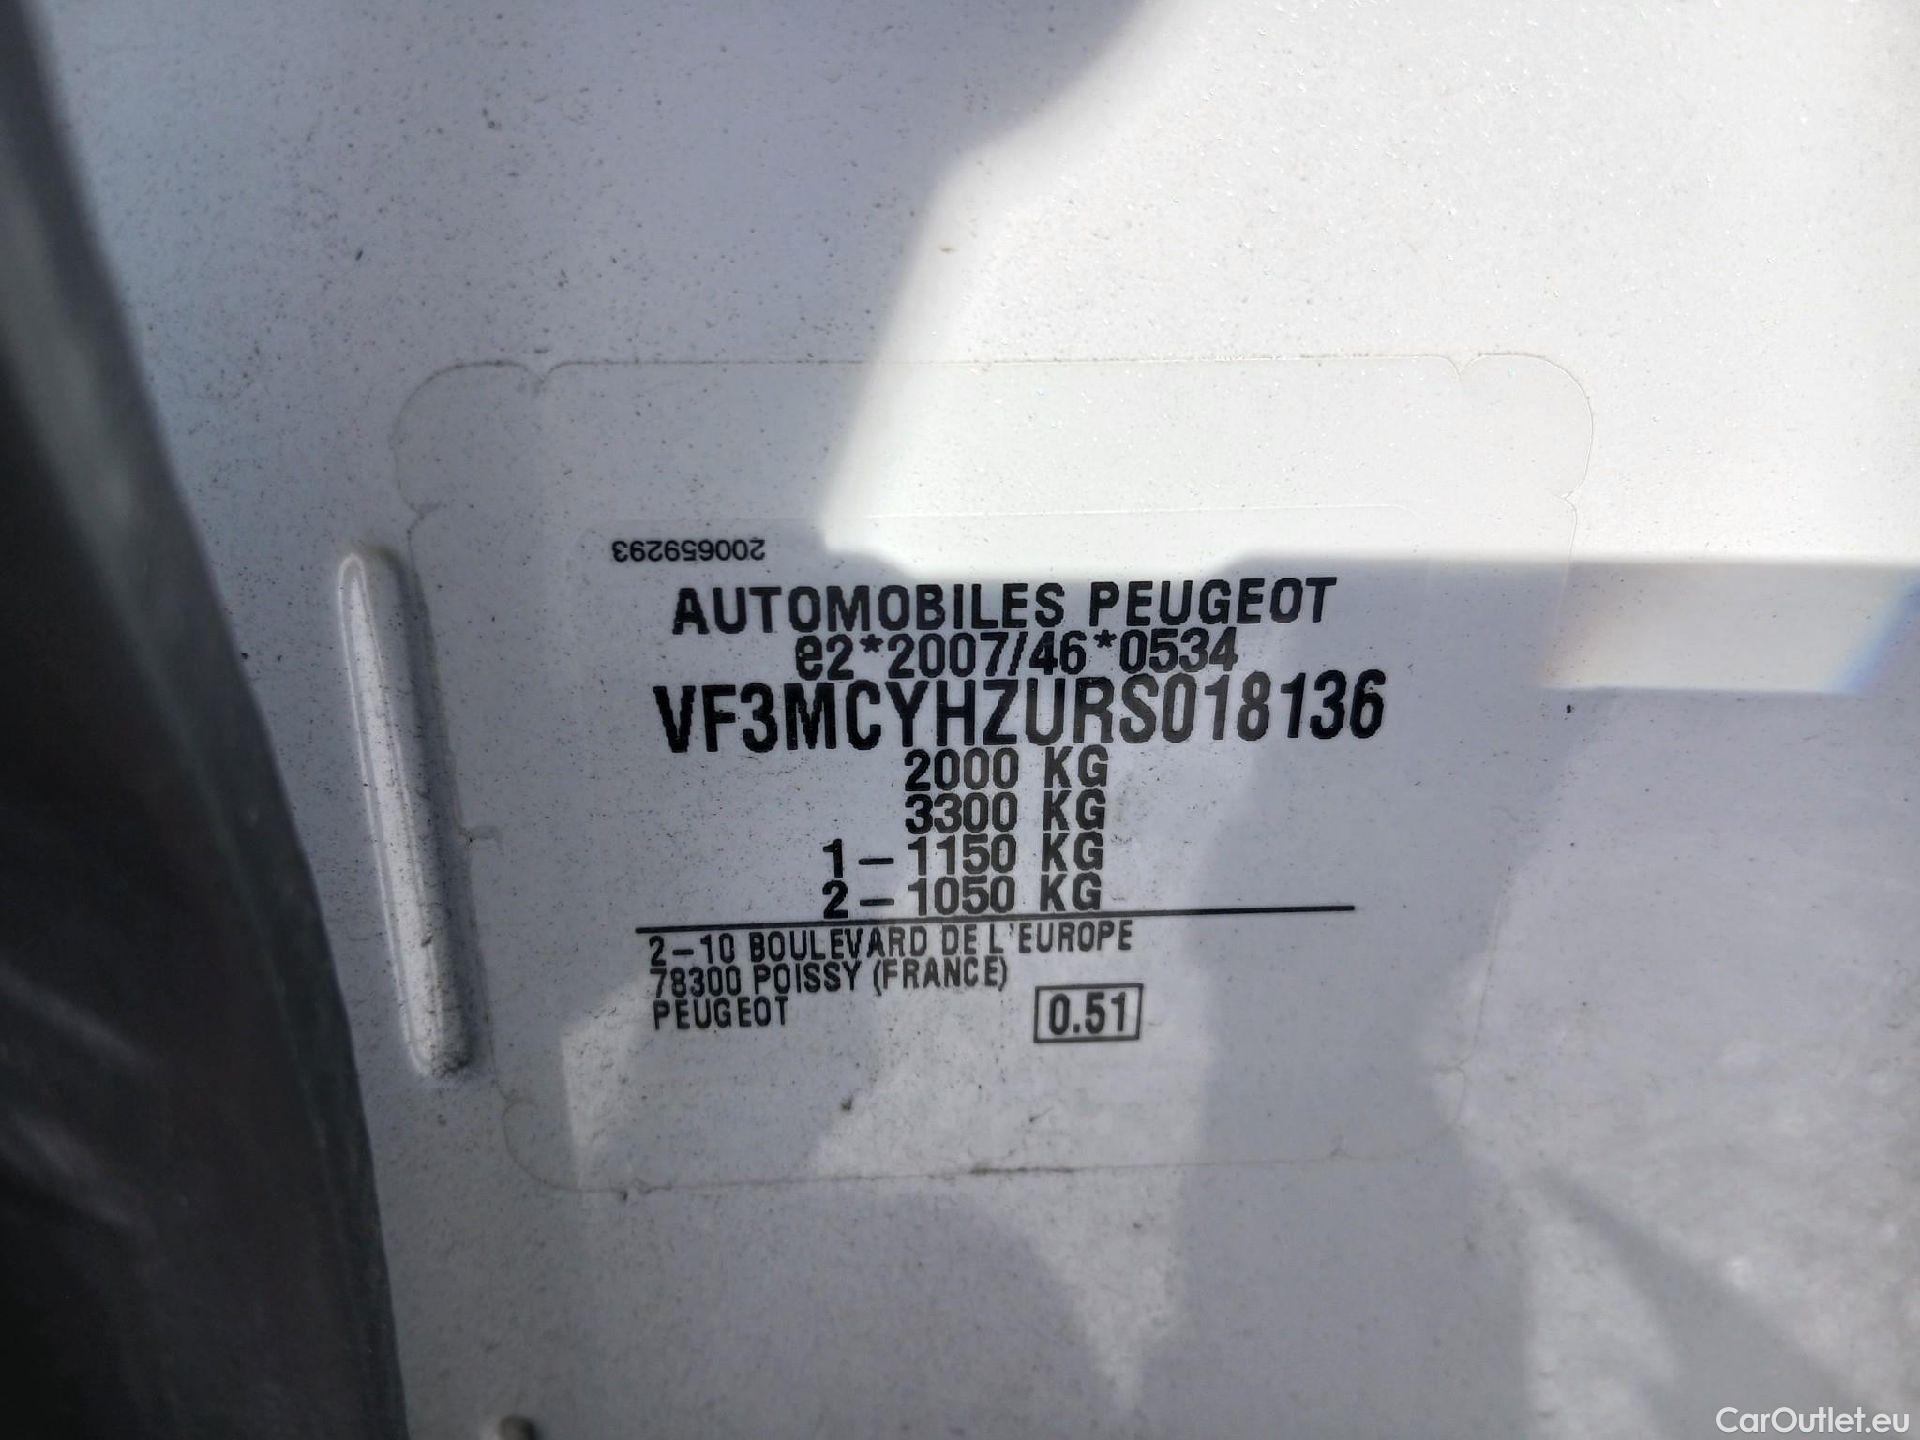 200659293
AUTOMOBILES PEUGEOT
e2*2007/46*0534
VF3MCYHZURS018136
2000 KG
3300 KG
1-1150 KG
2-1050 KG
2-10 BOULEVARD DE L'EUROPE
78300 POISSY (FRANCE)
PEUGEOT
0.51
CarOutlet.eu